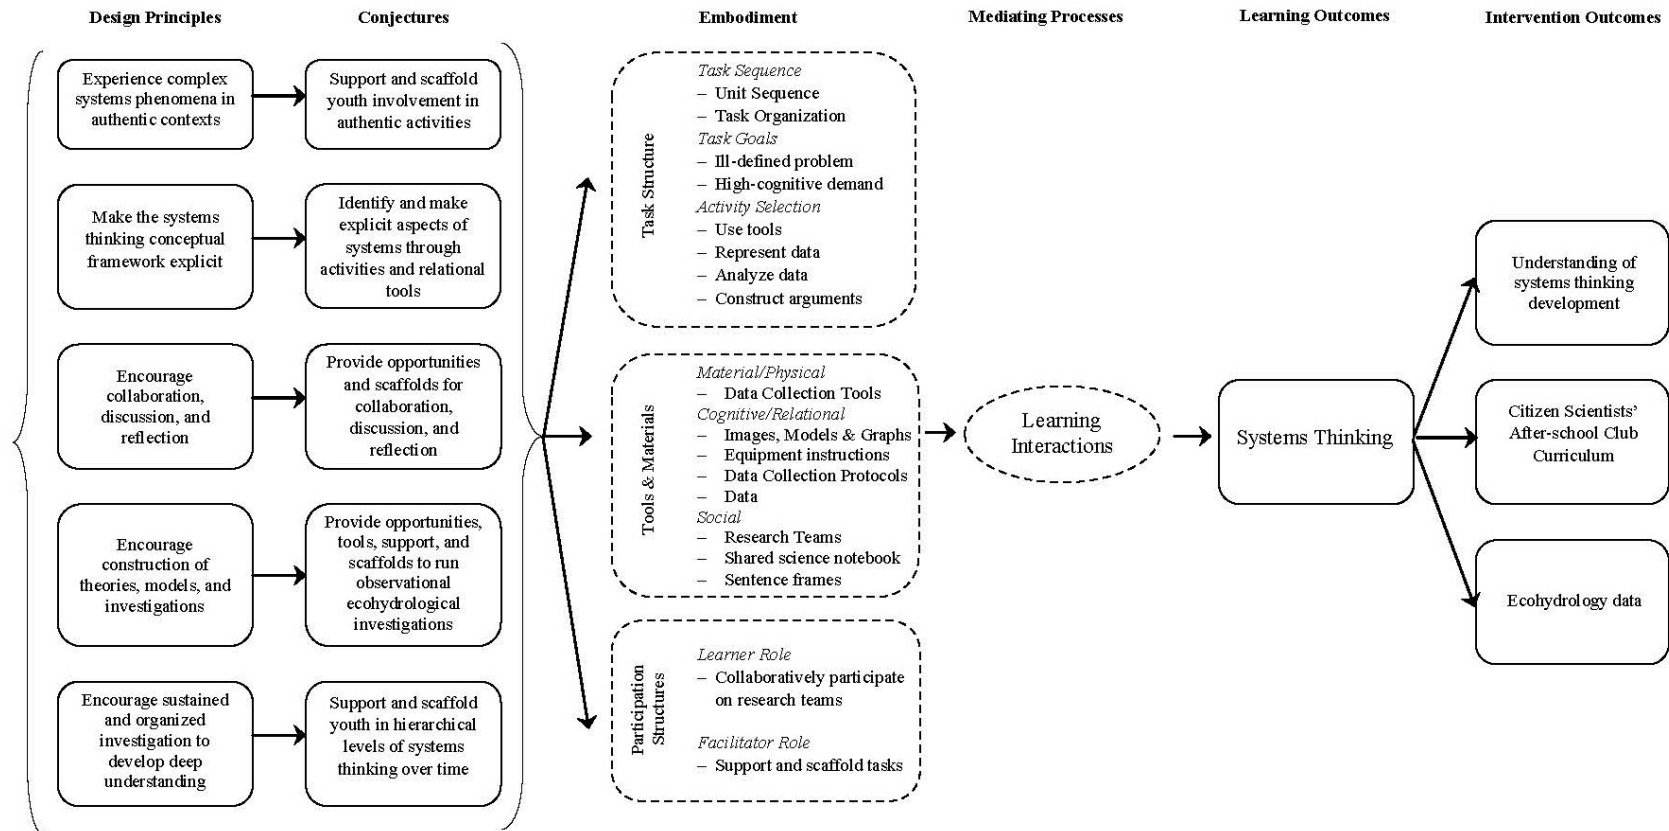 Design Principles
Conjectures
Embodiment
Mediating Processes
Learning Outcomes
Intervention Outcomes
Experience complex
systems phenomena in
authentic contexts
Support and scaffold
youth involvement in
authentic activities
Make the systems
thinking conceptual
framework explicit
Identify and make
explicit aspects of
systems through
activities and relational
tools
Encourage
collaboration,
discussion, and
reflection
Provide opportunities
and scaffolds for
collaboration,
discussion, and
reflection
Encourage
construction of
theories, models, and
investigations
Provide opportunities,
tools, support, and
scaffolds to run
observational
ecohydrological
investigations
Encourage sustained
and organized
investigation to
develop deep
understanding
Support and scaffold
youth in hierarchical
levels of systems
thinking over time
Task Structure
Task Sequence
– Unit Sequence
– Task Organization
Task Goals
– Ill-defined problem
– High-cognitive demand
Activity Selection
– Use tools
– Represent data
– Analyze data
– Construct arguments
Tools & Materials
Material/Physical
– Data Collection Tools
Cognitive/Relational
– Images, Models & Graphs
– Equipment instructions
– Data Collection Protocols
– Data
Social
– Research Teams
– Shared science notebook
– Sentence frames
Participation
Structures
Learner Role
– Collaboratively participate
on research teams
Facilitator Role
– Support and scaffold tasks
Learning
Interactions
Systems Thinking
Understanding of
systems thinking
development
Citizen Scientists’
After-school Club
Curriculum
Ecohydrology data